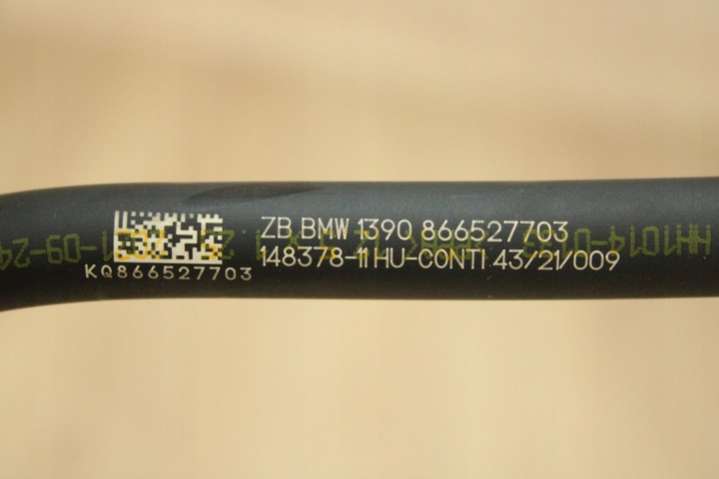 ZB BMW 1390 866527703
148378-11 HU-CONTI 43/21/009
KQ866527703